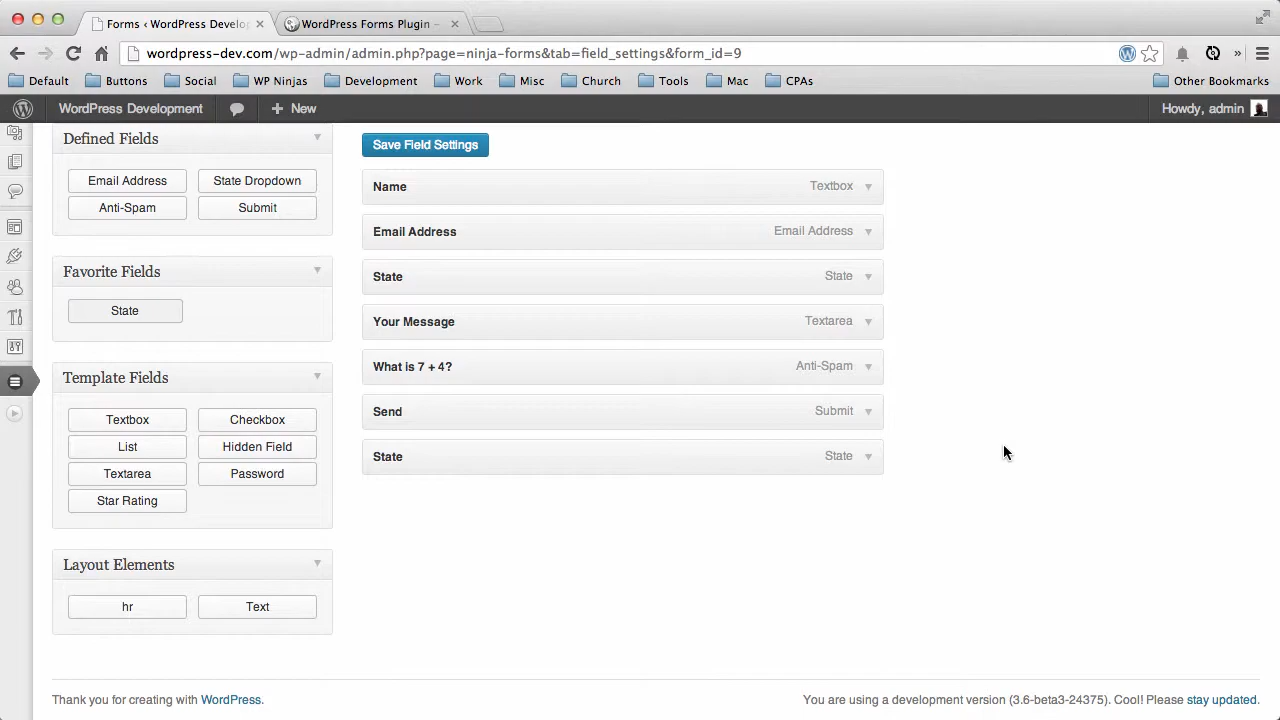 Forms ‹ WordPress Develo
WordPress Forms Plugin –
wordpress-dev.com/wp-admin/admin.php?page=ninja-forms&tab=field_settings&form_id=9
Default Buttons Social WP Ninjas Development Work Misc Church Tools Mac CPAs Other Bookmarks
WordPress Development + New Howdy, admin
Defined Fields
Email Address State Dropdown
Anti-Spam Submit
Favorite Fields
State
Template Fields
Textbox Checkbox
List Hidden Field
Textarea Password
Star Rating
Layout Elements
hr Text
Save Field Settings
Name Textbox
Email Address Email Address
State State
Your Message Textarea
What is 7 + 4? Anti-Spam
Send Submit
State State
Thank you for creating with WordPress.
You are using a development version (3.6-beta3-24375). Cool! Please stay updated.